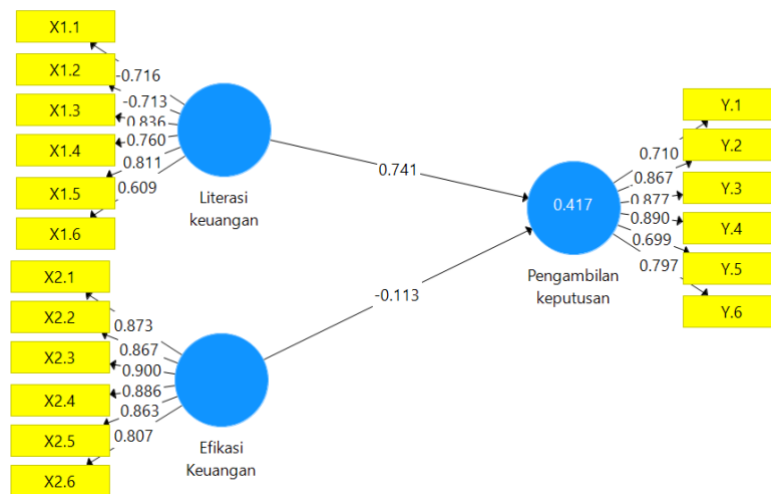 X1.1
X1.2
X1.3
X1.4
X1.5
X1.6
-0.716
-0.713
0.836
0.760
0.811
0.609
Literasi
keuangan
0.741
X2.1
X2.2
X2.3
X2.4
X2.5
X2.6
0.873
0.867
0.900
0.886
0.863
0.807
Efikasi
Keuangan
-0.113
0.417
Pengambilan
keputusan
0.710
0.867
0.877
0.890
0.699
0.797
Y.1
Y.2
Y.3
Y.4
Y.5
Y.6